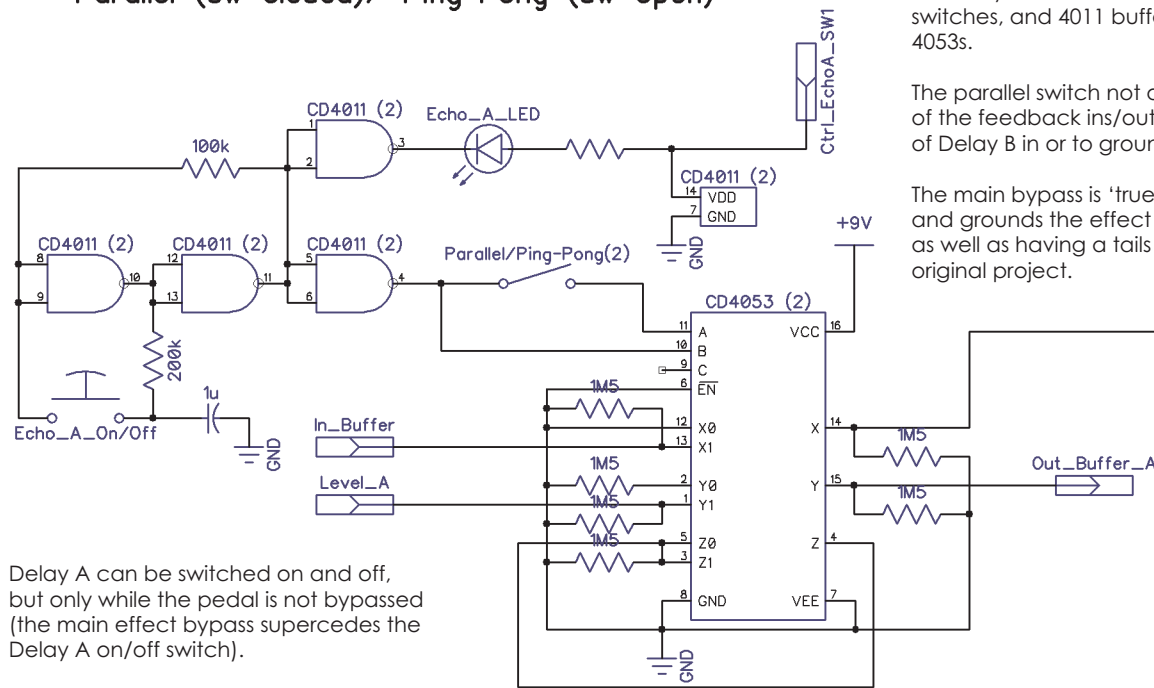 Parallel (SW closed)/ Ping-Pong (SW open)
switches, and 4011 buff
4053s.
The parallel switch not
of the feedback ins/out
of Delay B in or to groun
The main bypass is ‘true
and grounds the effect
as well as having a tails
original project.
Ctrl_EchoA_SW1
CD4011 (2)
1
2
3
Echo_A_LED
100k
CD4011 (2)
14
VDD
7
GND
GND
+9V
CD4011 (2)
8
9
10
CD4011 (2)
12
13
11
CD4011 (2)
5
6
4
Parallel/Ping-Pong(2)
200k
1u
GND
Echo_A_On/Off
CD4053 (2)
11
A
10
B
9
C
6
EN
12
X0
13
X1
2
Y0
1
Y1
5
Z0
3
Z1
8
GND
VCC
16
X
14
Y
15
Z
4
VEE
7
1M5
1M5
1M5
1M5
1M5
1M5
In_Buffer
Level_A
Out_Buffer_A
GND
Delay A can be switched on and off,
but only while the pedal is not bypassed
(the main effect bypass supercedes the
Delay A on/off switch).